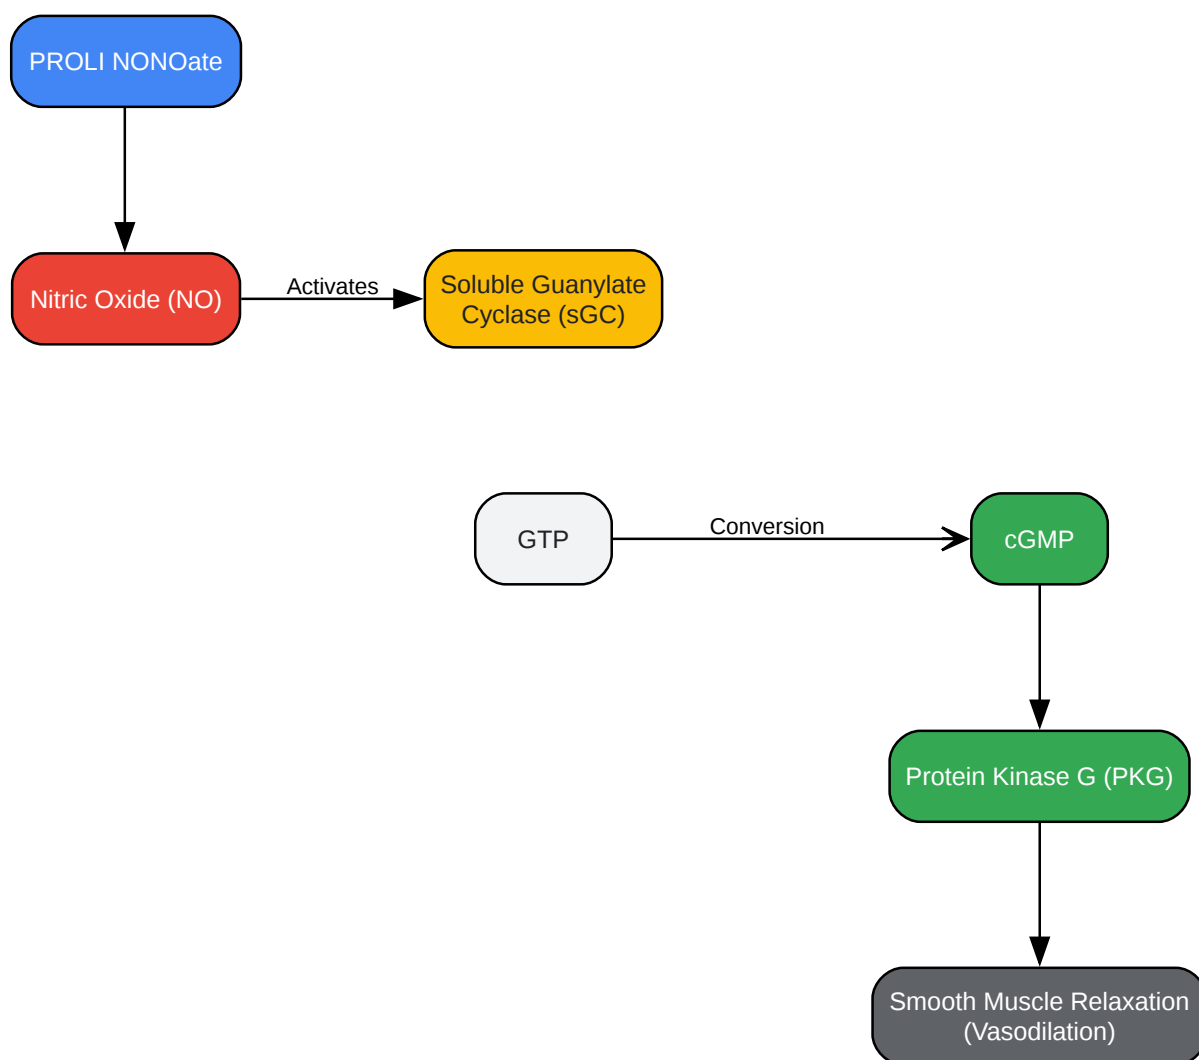 PROLI NONOate
Nitric Oxide (NO)
Activates
Soluble Guanylate
Cyclase (sGC)
GTP
Conversion
cGMP
Protein Kinase G (PKG)
Smooth Muscle Relaxation
(Vasodilation)